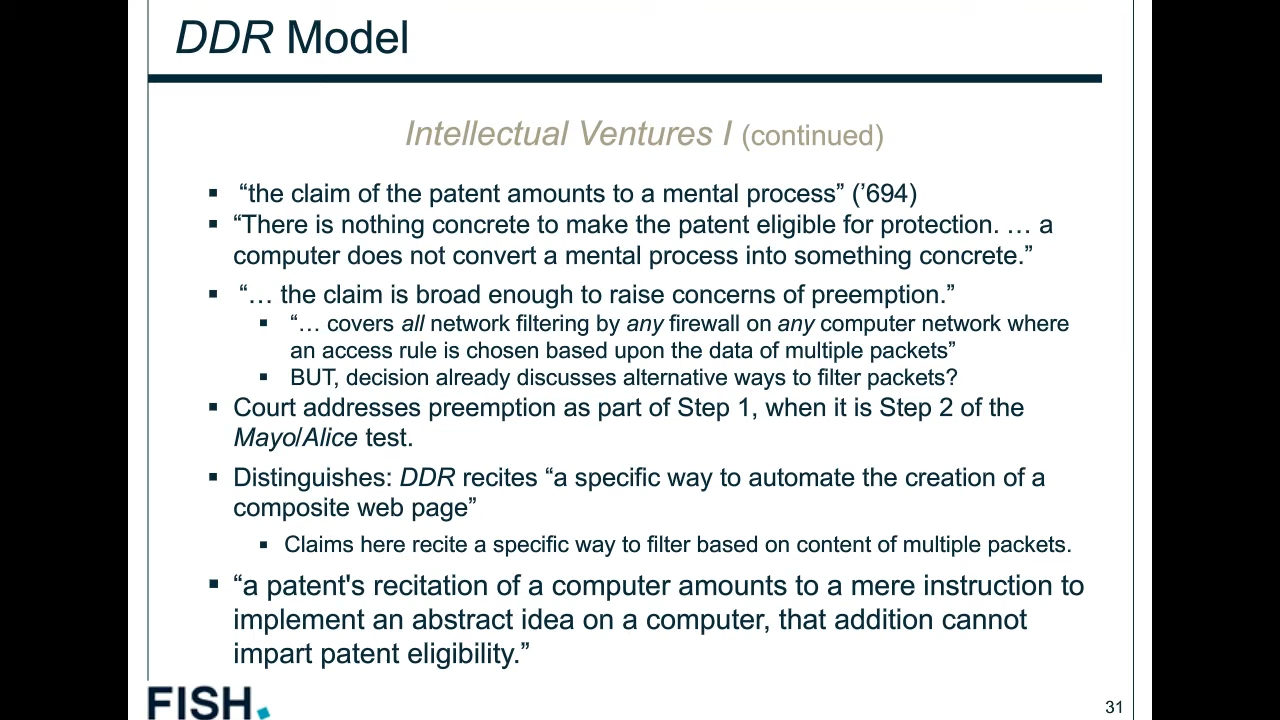 DDR Model
Intellectual Ventures I (continued)
▪ “the claim of the patent amounts to a mental process” (’694)
▪ “There is nothing concrete to make the patent eligible for protection. … a
computer does not convert a mental process into something concrete.”
▪ “… the claim is broad enough to raise concerns of preemption.”
▪ “… covers all network filtering by any firewall on any computer network where
an access rule is chosen based upon the data of multiple packets”
▪ BUT, decision already discusses alternative ways to filter packets?
▪ Court addresses preemption as part of Step 1, when it is Step 2 of the
Mayo/Alice test.
▪ Distinguishes: DDR recites “a specific way to automate the creation of a
composite web page”
▪ Claims here recite a specific way to filter based on content of multiple packets.
▪ “a patent's recitation of a computer amounts to a mere instruction to
implement an abstract idea on a computer, that addition cannot
impart patent eligibility.”
FISH.
31